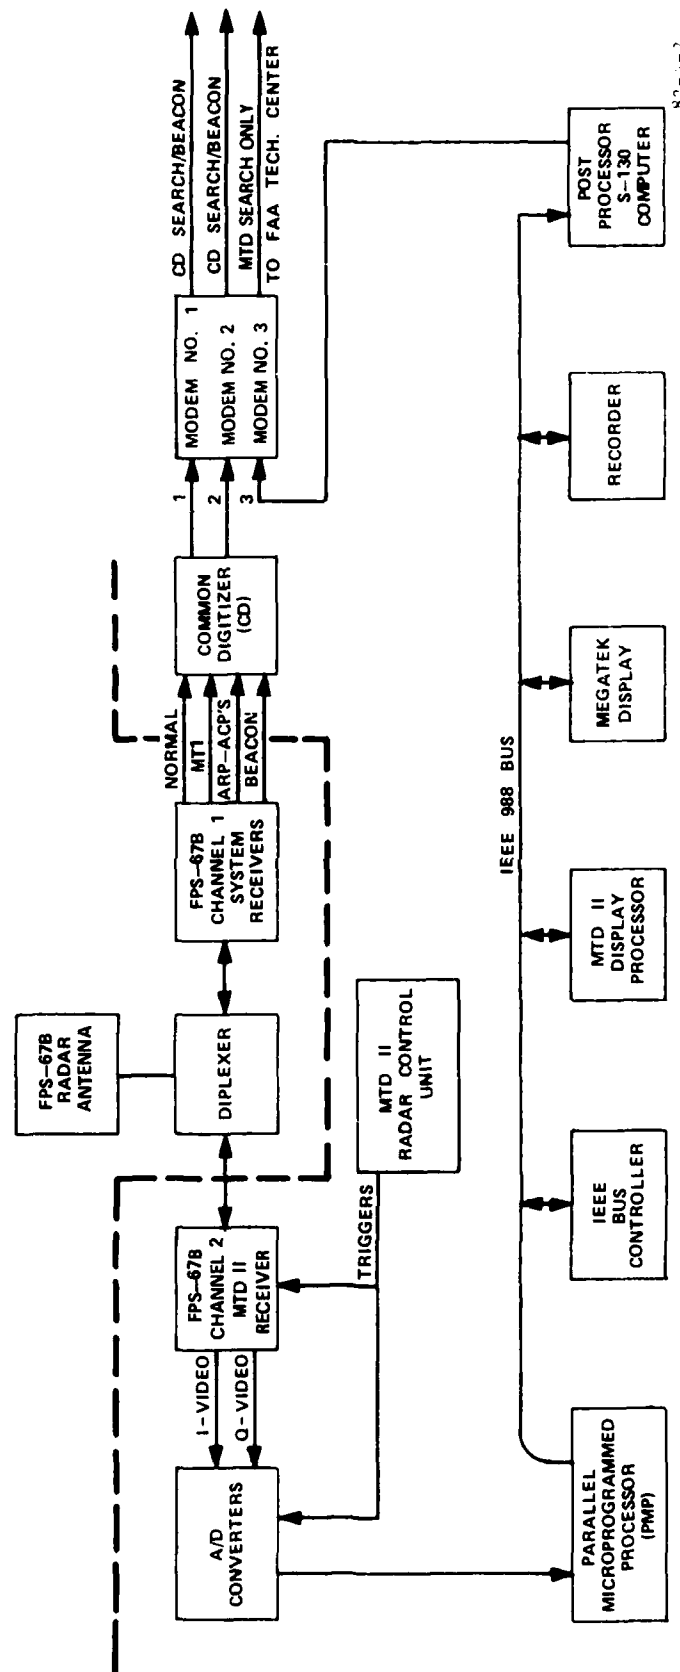 FPS-67B
RADAR
ANTENNA
A/D
CONVERTERS
I-VIDEO
Q-VIDEO
FPS-67B
CHANNEL 2
MTD II
RECEIVER
DIPLEXER
FPS-67B
CHANNEL 1
SYSTEM
RECEIVERS
NORMAL
MT1
ARP-ACP'S
BEACON
COMMON
DIGITIZER
(CD)
1
2
3
MODEM NO. 1
MODEM NO. 2
MODEM NO. 3
CD SEARCH/BEACON
CD SEARCH/BEACON
MTD SEARCH ONLY
TO FAA TECH. CENTER
TRIGGERS
MTD II
RADAR CONTROL
UNIT
IEEE 988 BUS
PARALLEL
MICROPROGRAMMED
PROCESSOR
(PMP)
IEEE
BUS
CONTROLLER
MTD II
DISPLAY
PROCESSOR
MEGATEK
DISPLAY
RECORDER
POST
PROCESSOR
S-130
COMPUTER